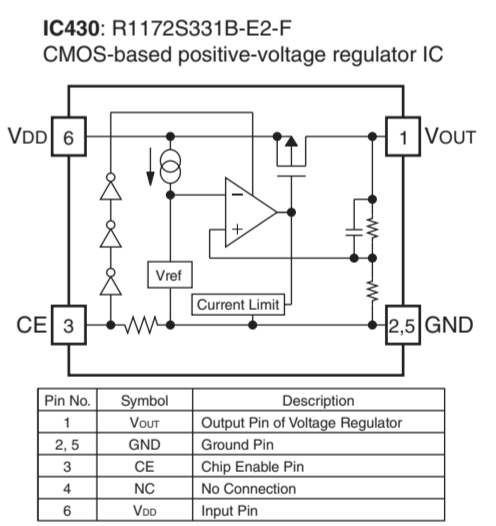 IC430: R1172S331B-E2-F
CMOS-based positive-voltage regulator IC
VDD 6
1 VOUT
Vref
Current Limit
CE 3
2,5 GND
Pin No. Symbol Description
1 VOUT Output Pin of Voltage Regulator
2, 5 GND Ground Pin
3 CE Chip Enable Pin
4 NC No Connection
6 VDD Input Pin